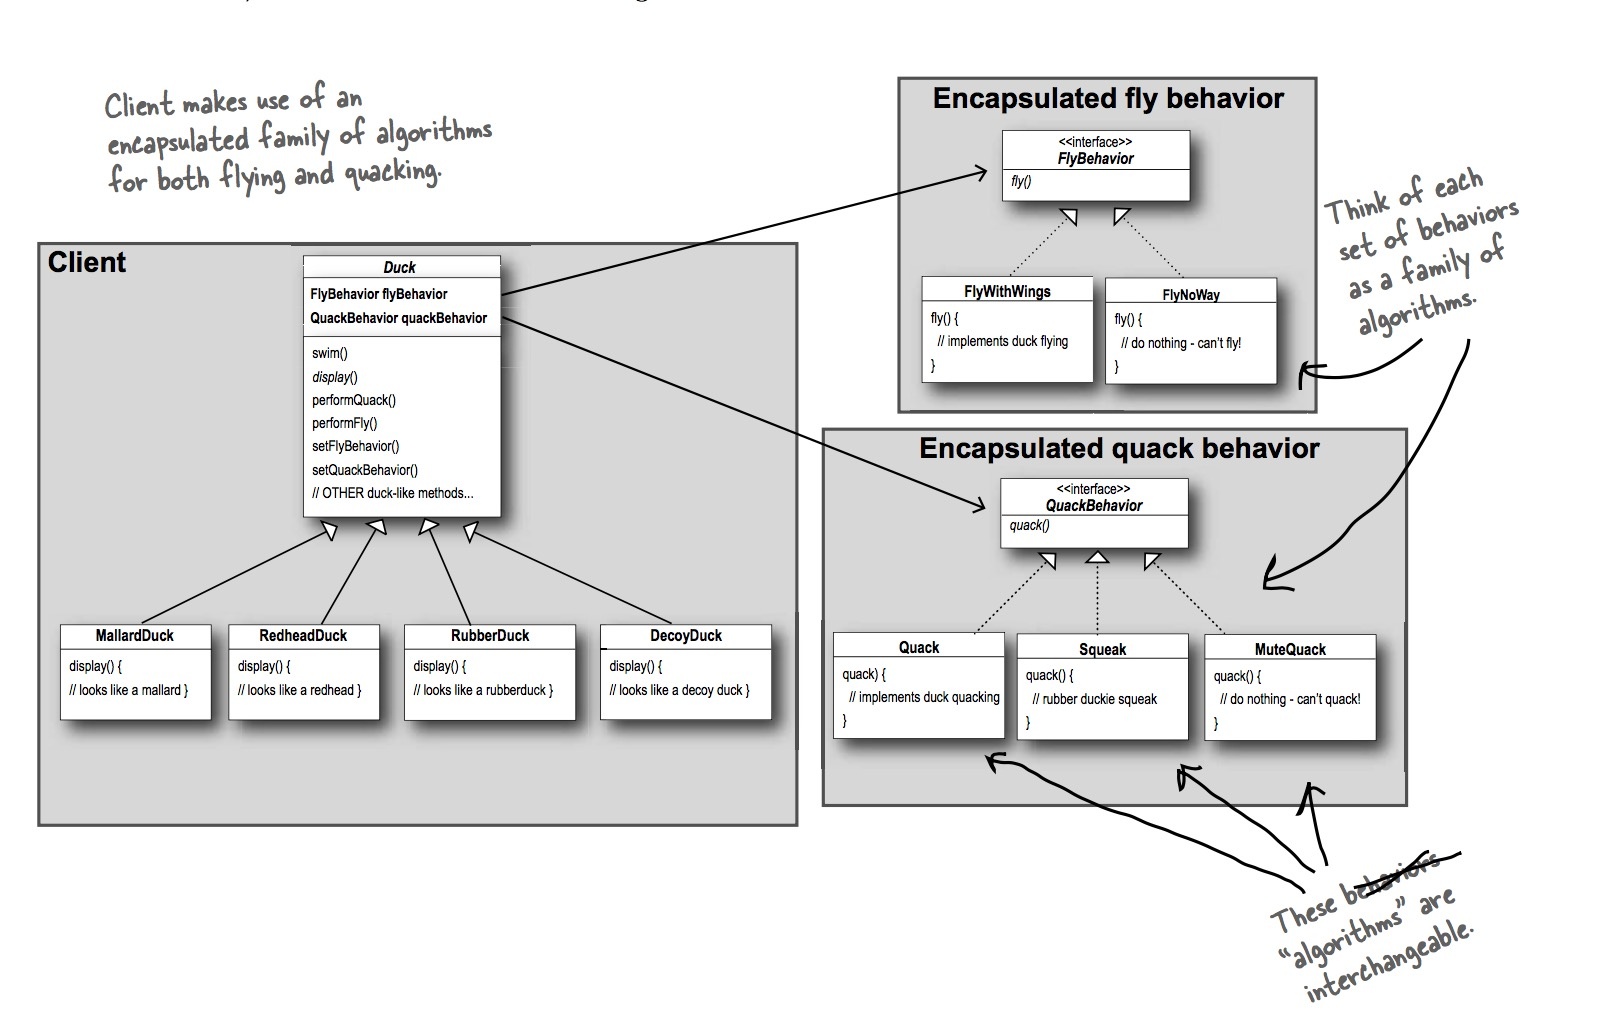 Client makes use of an
encapsulated family of algorithms
for both flying and quacking.
Encapsulated fly behavior
<<interface>>
FlyBehavior
fly()
FlyWithWings
fly() {
// implements duck flying
}
FlyNoWay
fly() {
// do nothing - can't fly!
}
Think of each
set of behaviors
as a family of
algorithms.
Client
Duck
FlyBehavior flyBehavior
QuackBehavior quackBehavior
swim()
display()
performQuack()
performFly()
setFlyBehavior()
setQuackBehavior()
// OTHER duck-like methods...
MallardDuck
display() {
// looks like a mallard }
RedheadDuck
display() {
// looks like a redhead }
RubberDuck
display() {
// looks like a rubberduck }
DecoyDuck
display() {
// looks like a decoy duck }
Encapsulated quack behavior
<<interface>>
QuackBehavior
quack()
Quack
quack) {
// implements duck quacking
}
Squeak
quack() {
// rubber duckie squeak
}
MuteQuack
quack() {
// do nothing - can't quack!
}
These behaviors
“algorithms” are
interchangeable.